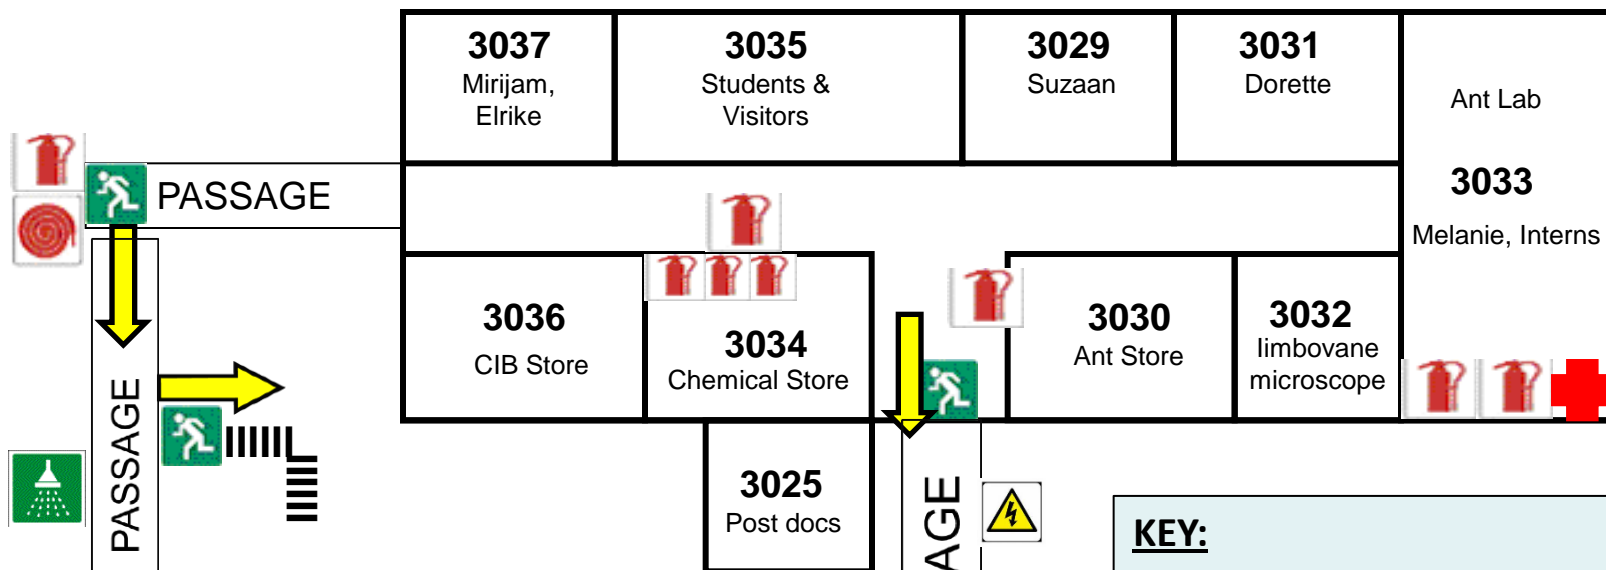 3037
Mirijam,
Elrike
3035
Students &
Visitors
3029
Suzaan
3031
Dorette
Ant Lab
3033
Melanie, Interns
PASSAGE
3036
CIB Store
3034
Chemical Store
3030
Ant Store
3032
Iimbovane
microscope
PASSAGE
3025
Post docs
AGE
KEY: